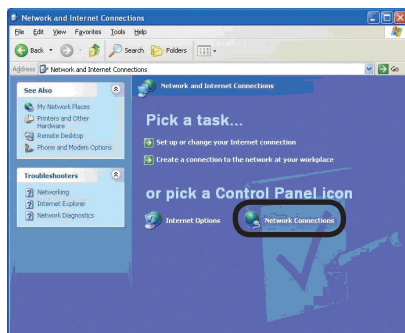 Network and Internet Connections
File Edit View Favorites Tools Help
Back Search Folders
Address Network and Internet Connections Go
See Also
My Network Places
Printers and Other Hardware
Remote Desktop
Phone and Modem Options
Troubleshooters
Networking
Internet Explorer
Network Diagnostics
Network and Internet Connections
Pick a task...
Set up or change your Internet connection
Create a connection to the network at your workplace
or pick a Control Panel icon
Internet Options
Network Connections